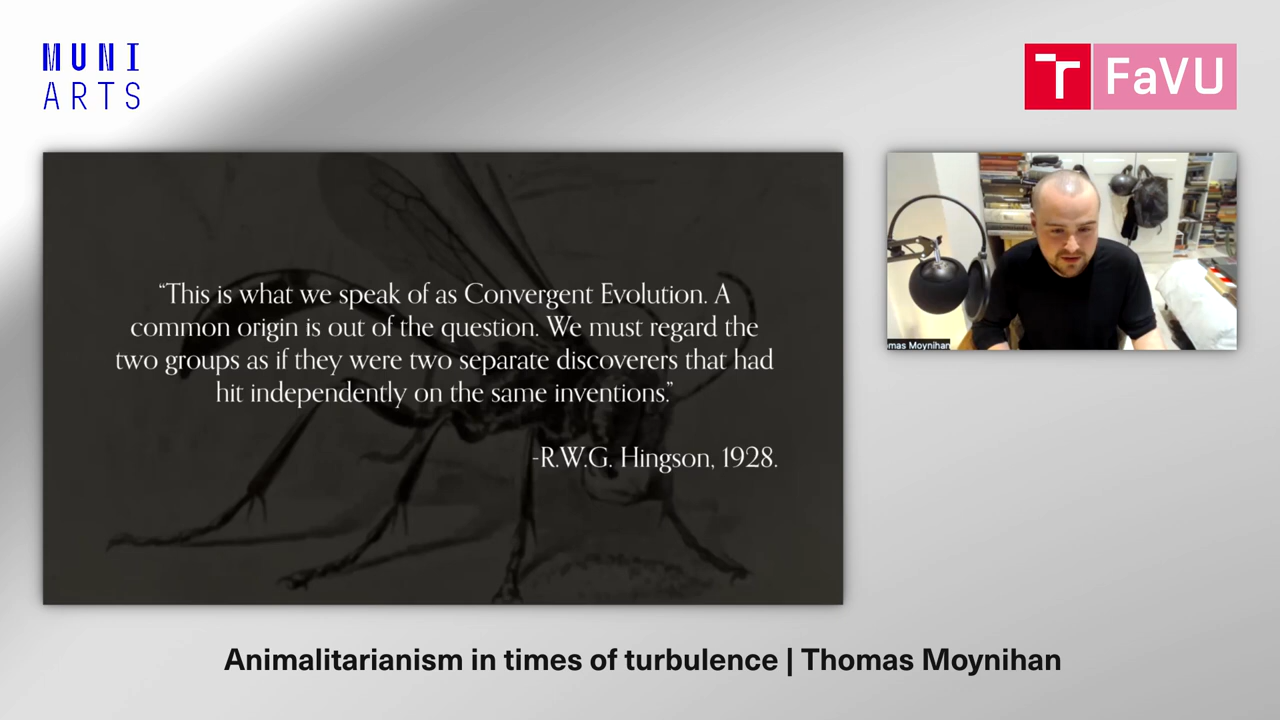 MUNI
ARTS
FaVU
“This is what we speak of as Convergent Evolution. A
common origin is out of the question. We must regard the
two groups as if they were two separate discoverers that had
hit independently on the same inventions.”
-R.W.G. Hingson, 1928.
omas Moynihan
Animalitarianism in times of turbulence | Thomas Moynihan